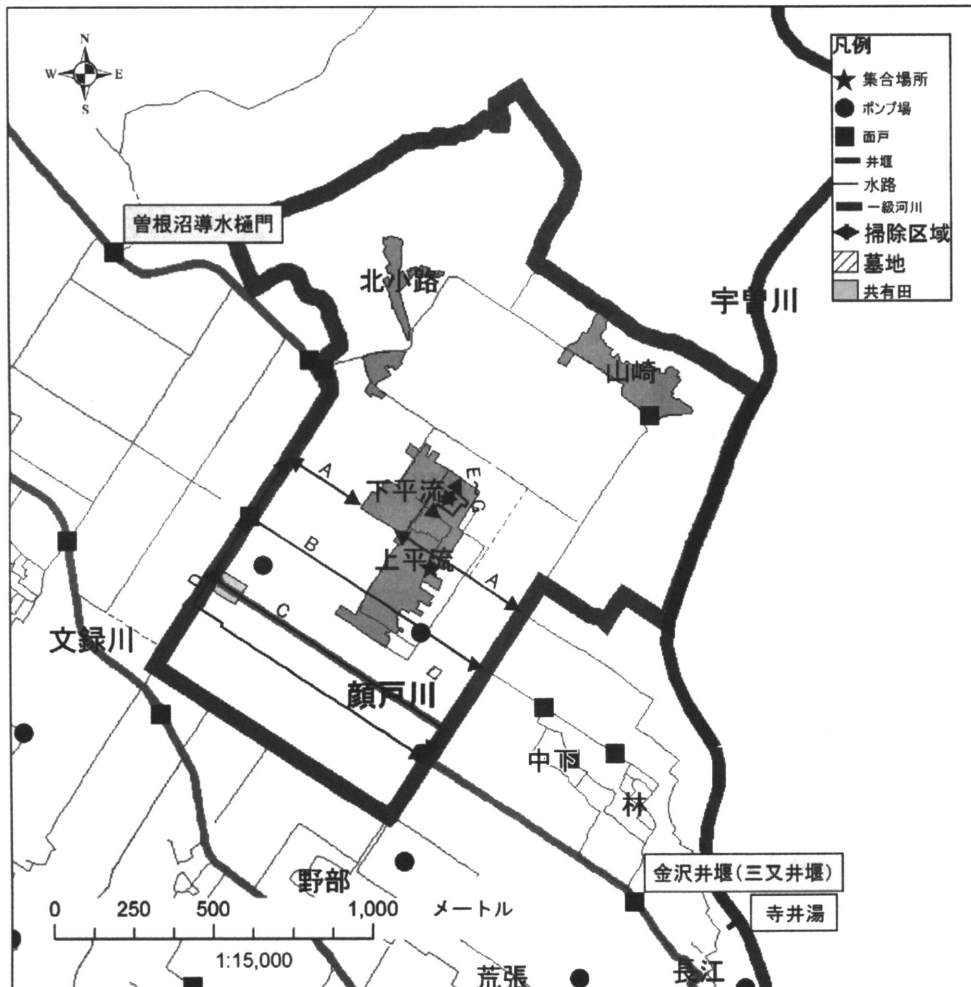 N
W E
S
凡例
集合場所
ポンプ場
面戸
井堰
水路
一級河川
掃除区域
墓地
共有田
曽根沼導水樋門
北小路
宇曽川
山崎
A
E
下平流
G
B
上平流
A
D
C
文録川
D
顔戸川
中下
林
金沢井堰(三又井堰)
野部
寺井湯
0 250 500 1,000 メートル
1:15,000
荒張
長江